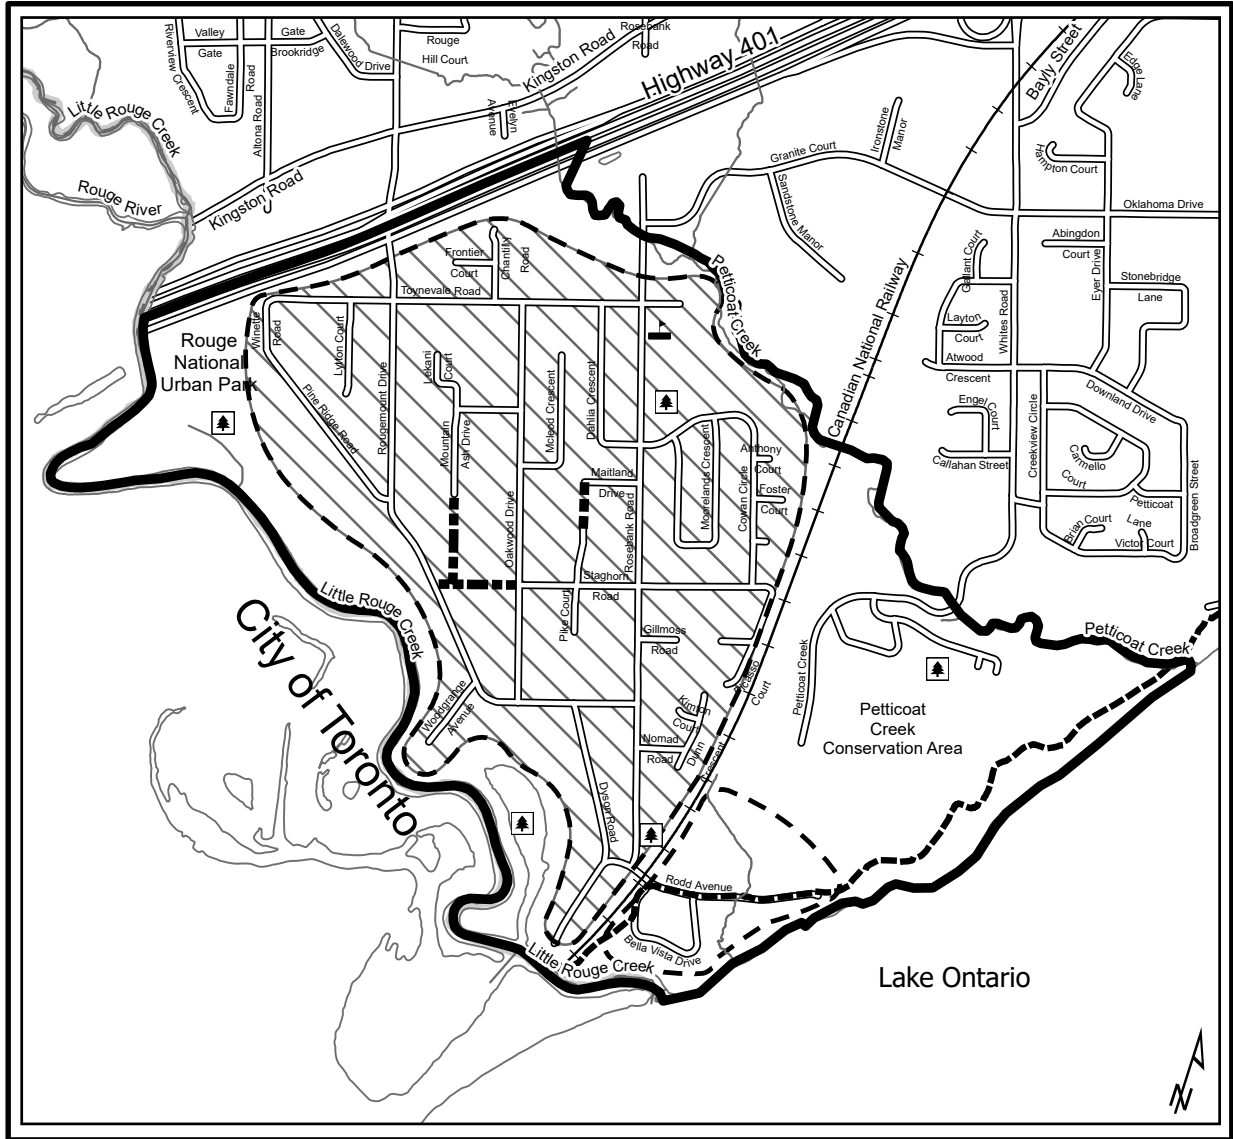 Valley
Gate
Gate
Brookridge
Riverview Crescent
Fawndale
Road
Altona Road
Dalewood
Drive
Rouge
Hill Court
Evelyn
Avenue
Kingston Road
Rosebank
Road
Highway 401
Bayly Street
Edge Lane
Little Rouge Creek
Rouge River
Kingston Road
Ironstone
Manor
Granite Court
Sandstone Manor
Hampton Court
Oklahoma Drive
Abingdon
Court
Eyer Drive
Stonebridge
Lane
Gallant Court
Whites Road
Layton
Court
Atwood
Crescent
Downland Drive
Engel Court
Creekview Circle
Callahan Street
Carmello
Court
Petticoat
Lane
Brian Court
Victor Court
Broadgreen Street
Canadian National Railway
Petticoat Creek
Frontier
Court
Chantilly
Road
Toynevale Road
Winette
Road
Lytton Court
Lekani
Court
Rougemount Drive
Pine Ridge Road
Mountain
Ash Drive
Mcleod Crescent
Dahlia Crescent
Oakwood Drive
Maitland
Drive
Rosebank Road
Moorelands Crescent
Cowan Circle
Anthony
Court
Foster
Court
Rouge
National
Urban Park
Staghorn
Road
Pike Court
Gillmoss
Road
Little Rouge Creek
City of Toronto
Woodgrange
Avenue
Picasso
Court
Kimlon
Court
Nomad
Road
Dunn
Crescent
Dyson Road
Petticoat Creek
Petticoat Creek
Petticoat
Creek
Conservation Area
Rodd Avenue
Bella Vista Drive
Little Rouge Creek
Lake Ontario
N